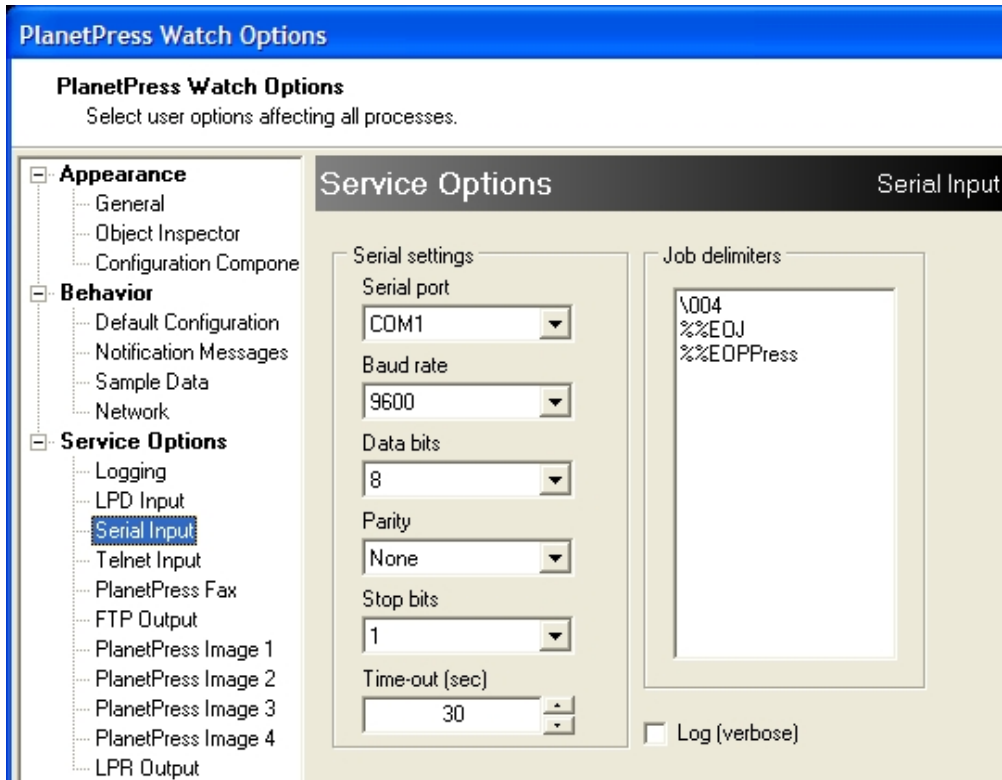 PlanetPress Watch Options
PlanetPress Watch Options
Select user options affecting all processes.
Appearance
General
Object Inspector
Configuration Compone
Behavior
Default Configuration
Notification Messages
Sample Data
Network
Service Options
Logging
LPD Input
Serial Input
Telnet Input
PlanetPress Fax
FTP Output
PlanetPress Image 1
PlanetPress Image 2
PlanetPress Image 3
PlanetPress Image 4
LPR Output
Service Options
Serial Input
Serial settings
Serial port
COM1
Baud rate
9600
Data bits
8
Parity
None
Stop bits
1
Time-out (sec)
30
Job delimiters
\004
%%EOJ
%%EOPPress
Log (verbose)